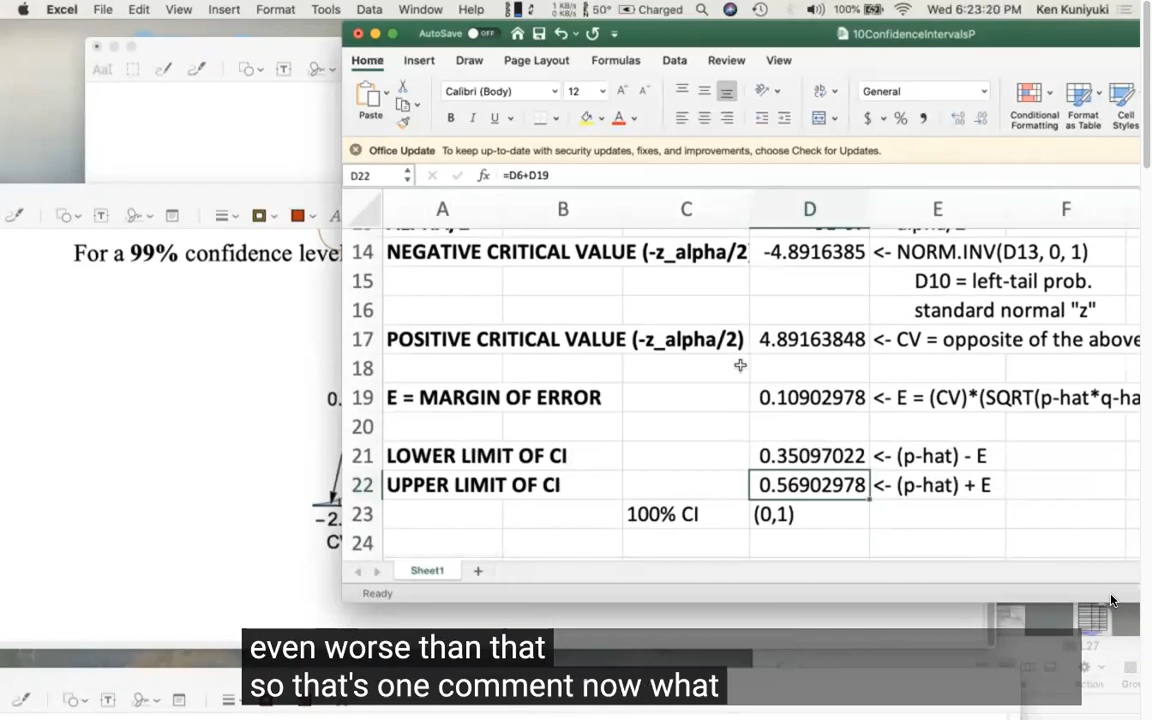 Excel File Edit View Insert Format Tools Data Window Help 1 KB/s 0 KB/s 50° Charged 100% Wed 6:23:20 PM Ken Kuniyuki
AutoSave OFF 10ConfidenceIntervalsP
Home Insert Draw Page Layout Formulas Data Review View
Paste Calibri (Body) 12 General
B I U $ % Conditional Formatting Format as Table Cell Styles
Office Update To keep up-to-date with security updates, fixes, and improvements, choose Check for Updates.
D22 fx =D6+D19
A B C D E F
For a 99% confidence leve
14 NEGATIVE CRITICAL VALUE (-z_alpha/2 -4.8916385 <- NORM.INV(D13, 0, 1)
15 D10 = left-tail prob.
16 standard normal "z"
17 POSITIVE CRITICAL VALUE (-z_alpha/2) 4.89163848 <- CV = opposite of the above
18
19 E = MARGIN OF ERROR 0.10902978 <- E = (CV)*(SQRT(p-hat*q-ha
0.
20
21 LOWER LIMIT OF CI 0.35097022 <- (p-hat) - E
22 UPPER LIMIT OF CI 0.56902978 <- (p-hat) + E
23 100% CI (0,1)
-2.
24
Sheet1 +
Ready
even worse than that
so that's one comment now what